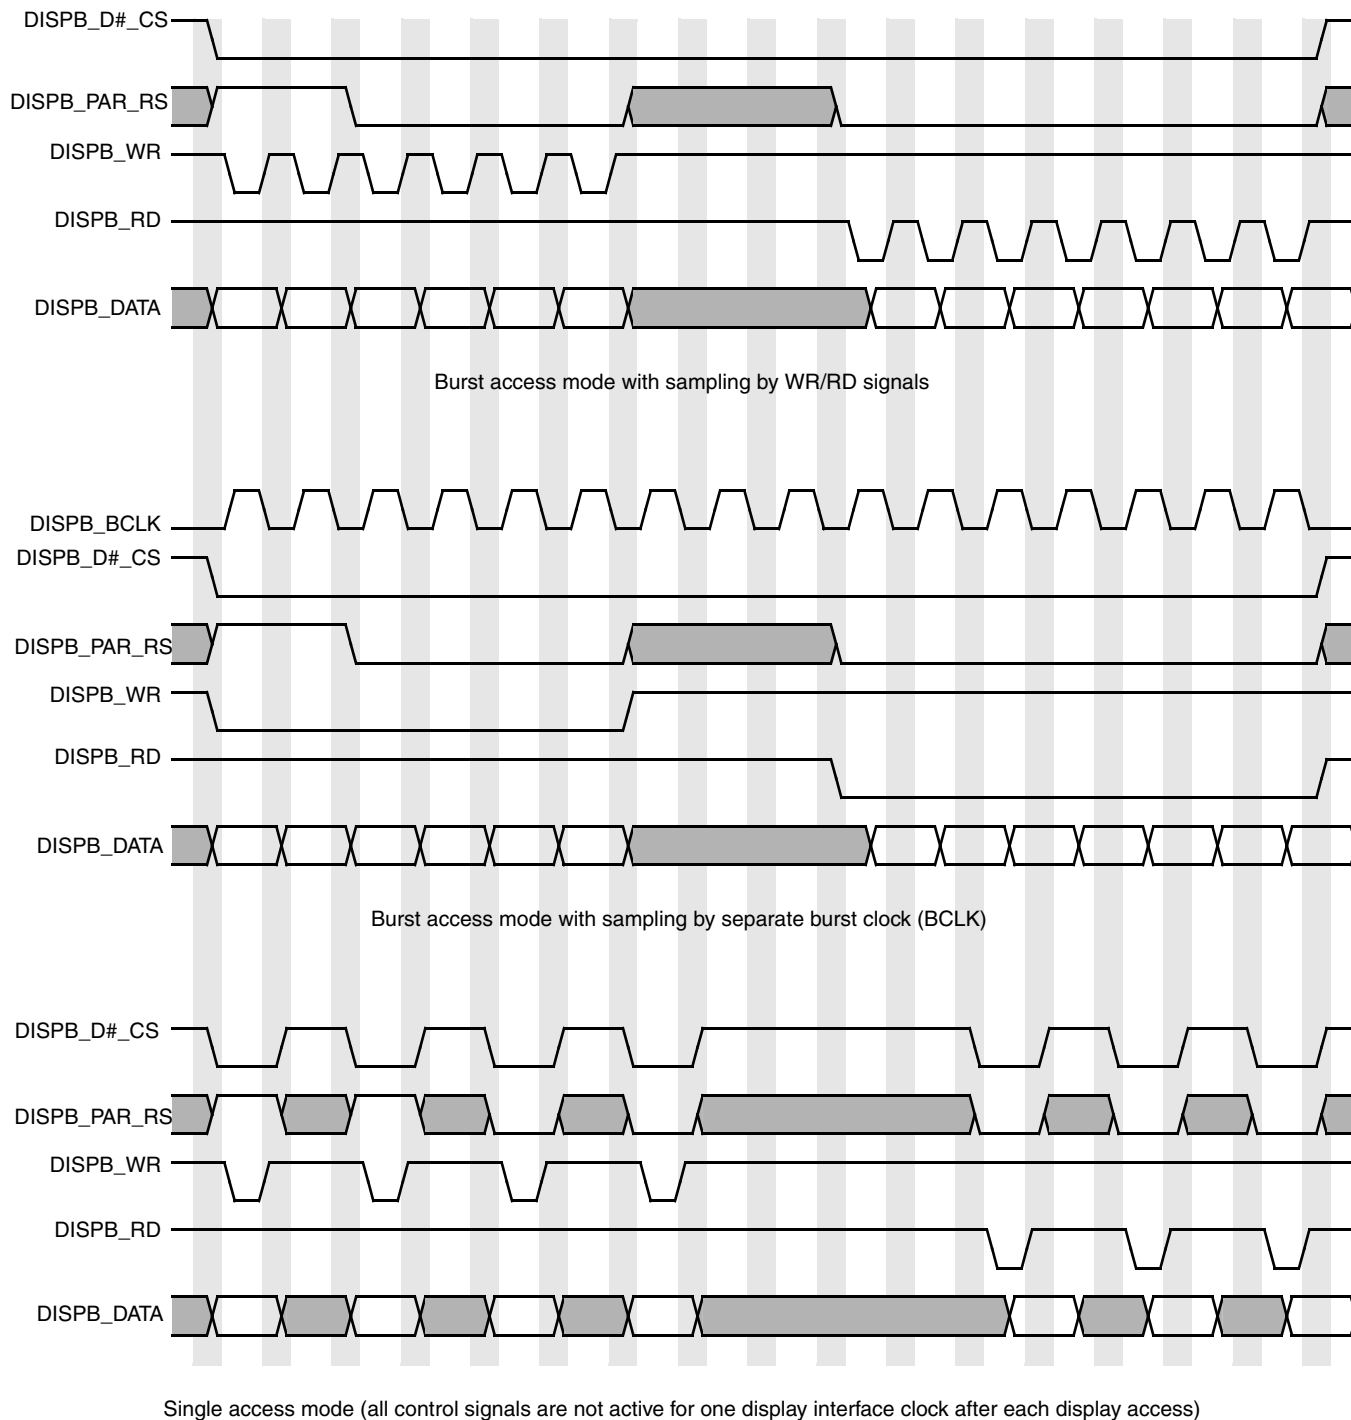 DISPB_D#_CS
DISPB_PAR_RS
DISPB_WR
DISPB_RD
DISPB_DATA
Burst access mode with sampling by WR/RD signals
DISPB_BCLK
DISPB_D#_CS
DISPB_PAR_RS
DISPB_WR
DISPB_RD
DISPB_DATA
Burst access mode with sampling by separate burst clock (BCLK)
DISPB_D#_CS
DISPB_PAR_RS
DISPB_WR
DISPB_RD
DISPB_DATA
Single access mode (all control signals are not active for one display interface clock after each display access)